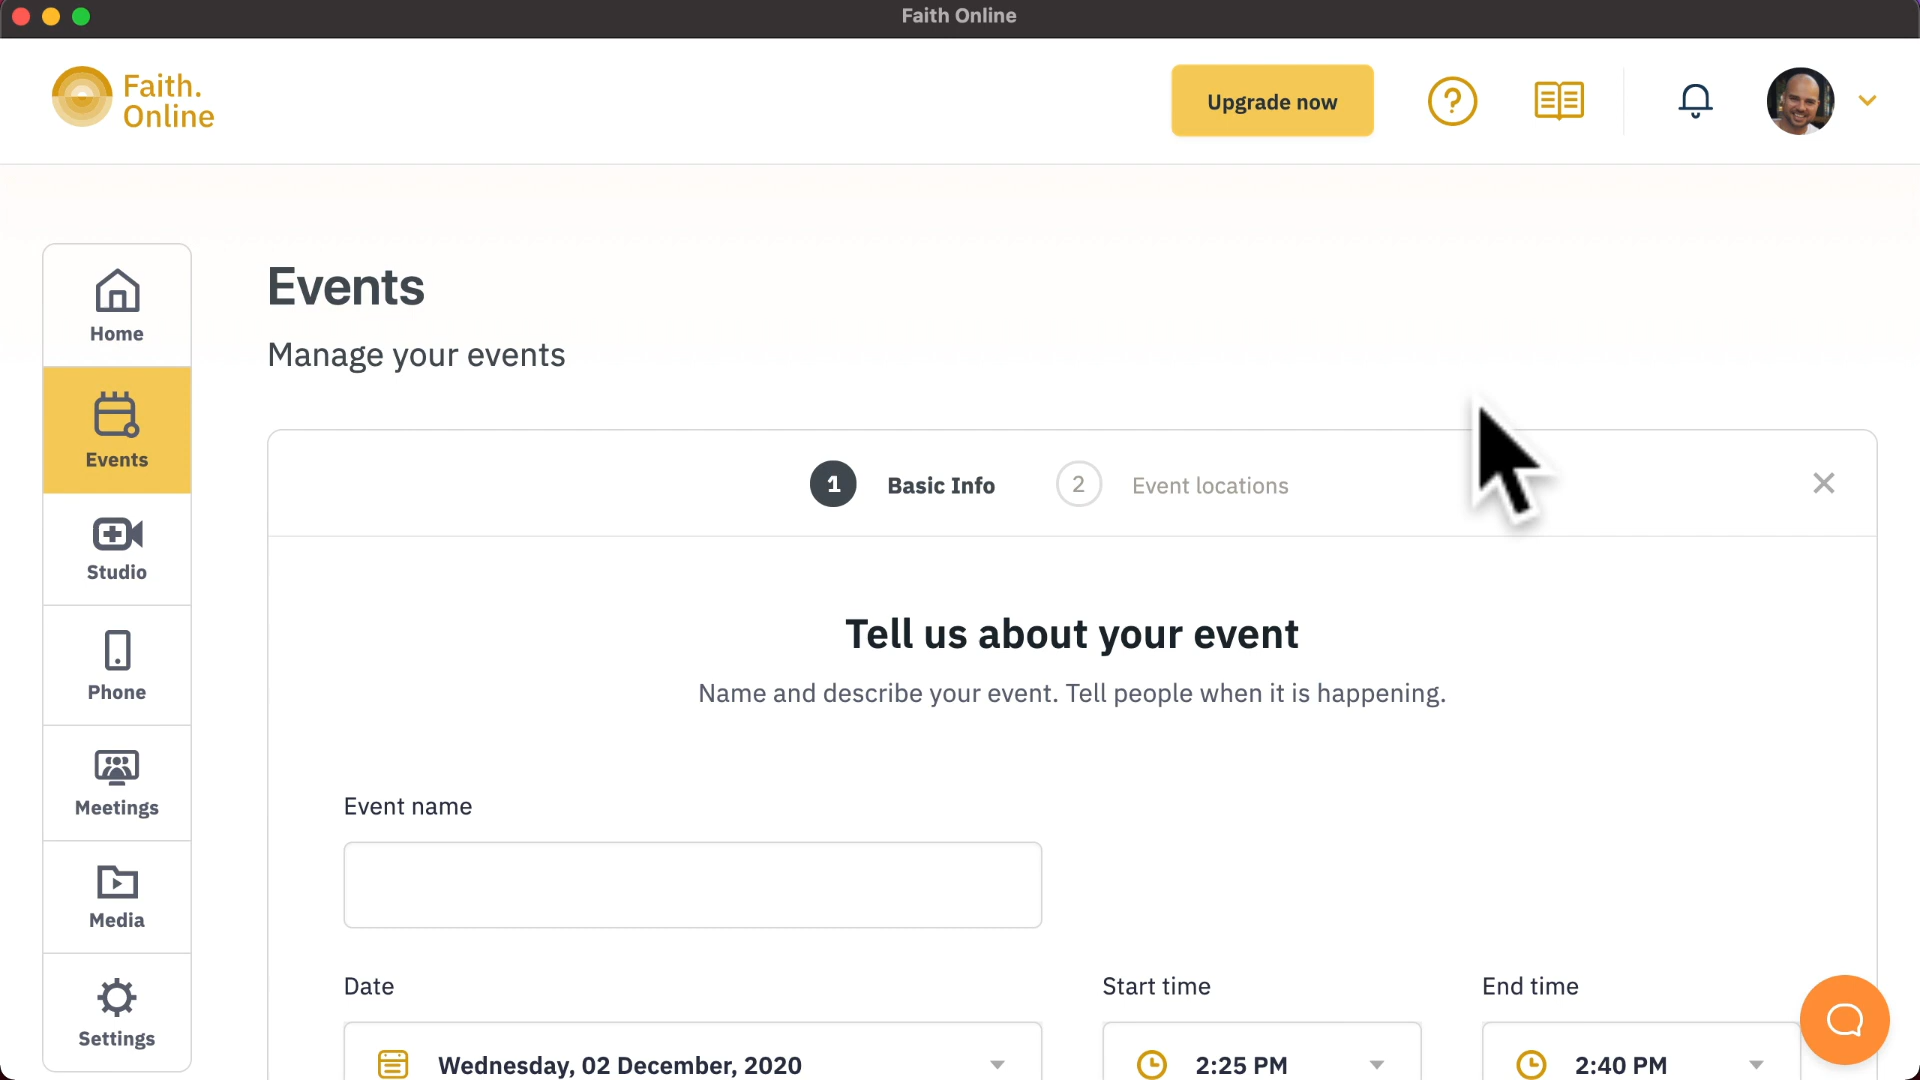 Faith Online
Faith.
Online
Upgrade now
?
Home
Events
Studio
Phone
Meetings
Media
Settings
Events
Manage your events
1 Basic Info 2 Event locations
Tell us about your event
Name and describe your event. Tell people when it is happening.
Event name
Date Start time End time
Wednesday, 02 December, 2020 2:25 PM 2:40 PM